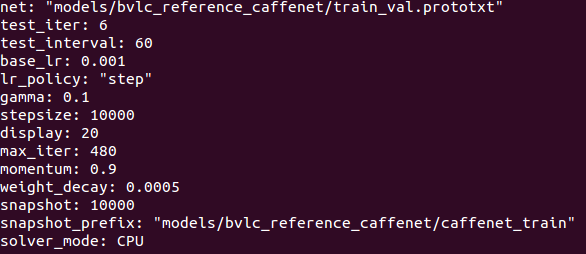 net: "models/bvlc_reference_caffenet/train_val.prototxt"
test_iter: 6
test_interval: 60
base_lr: 0.001
lr_policy: "step"
gamma: 0.1
stepsize: 10000
display: 20
max_iter: 480
momentum: 0.9
weight_decay: 0.0005
snapshot: 10000
snapshot_prefix: "models/bvlc_reference_caffenet/caffenet_train"
solver_mode: CPU